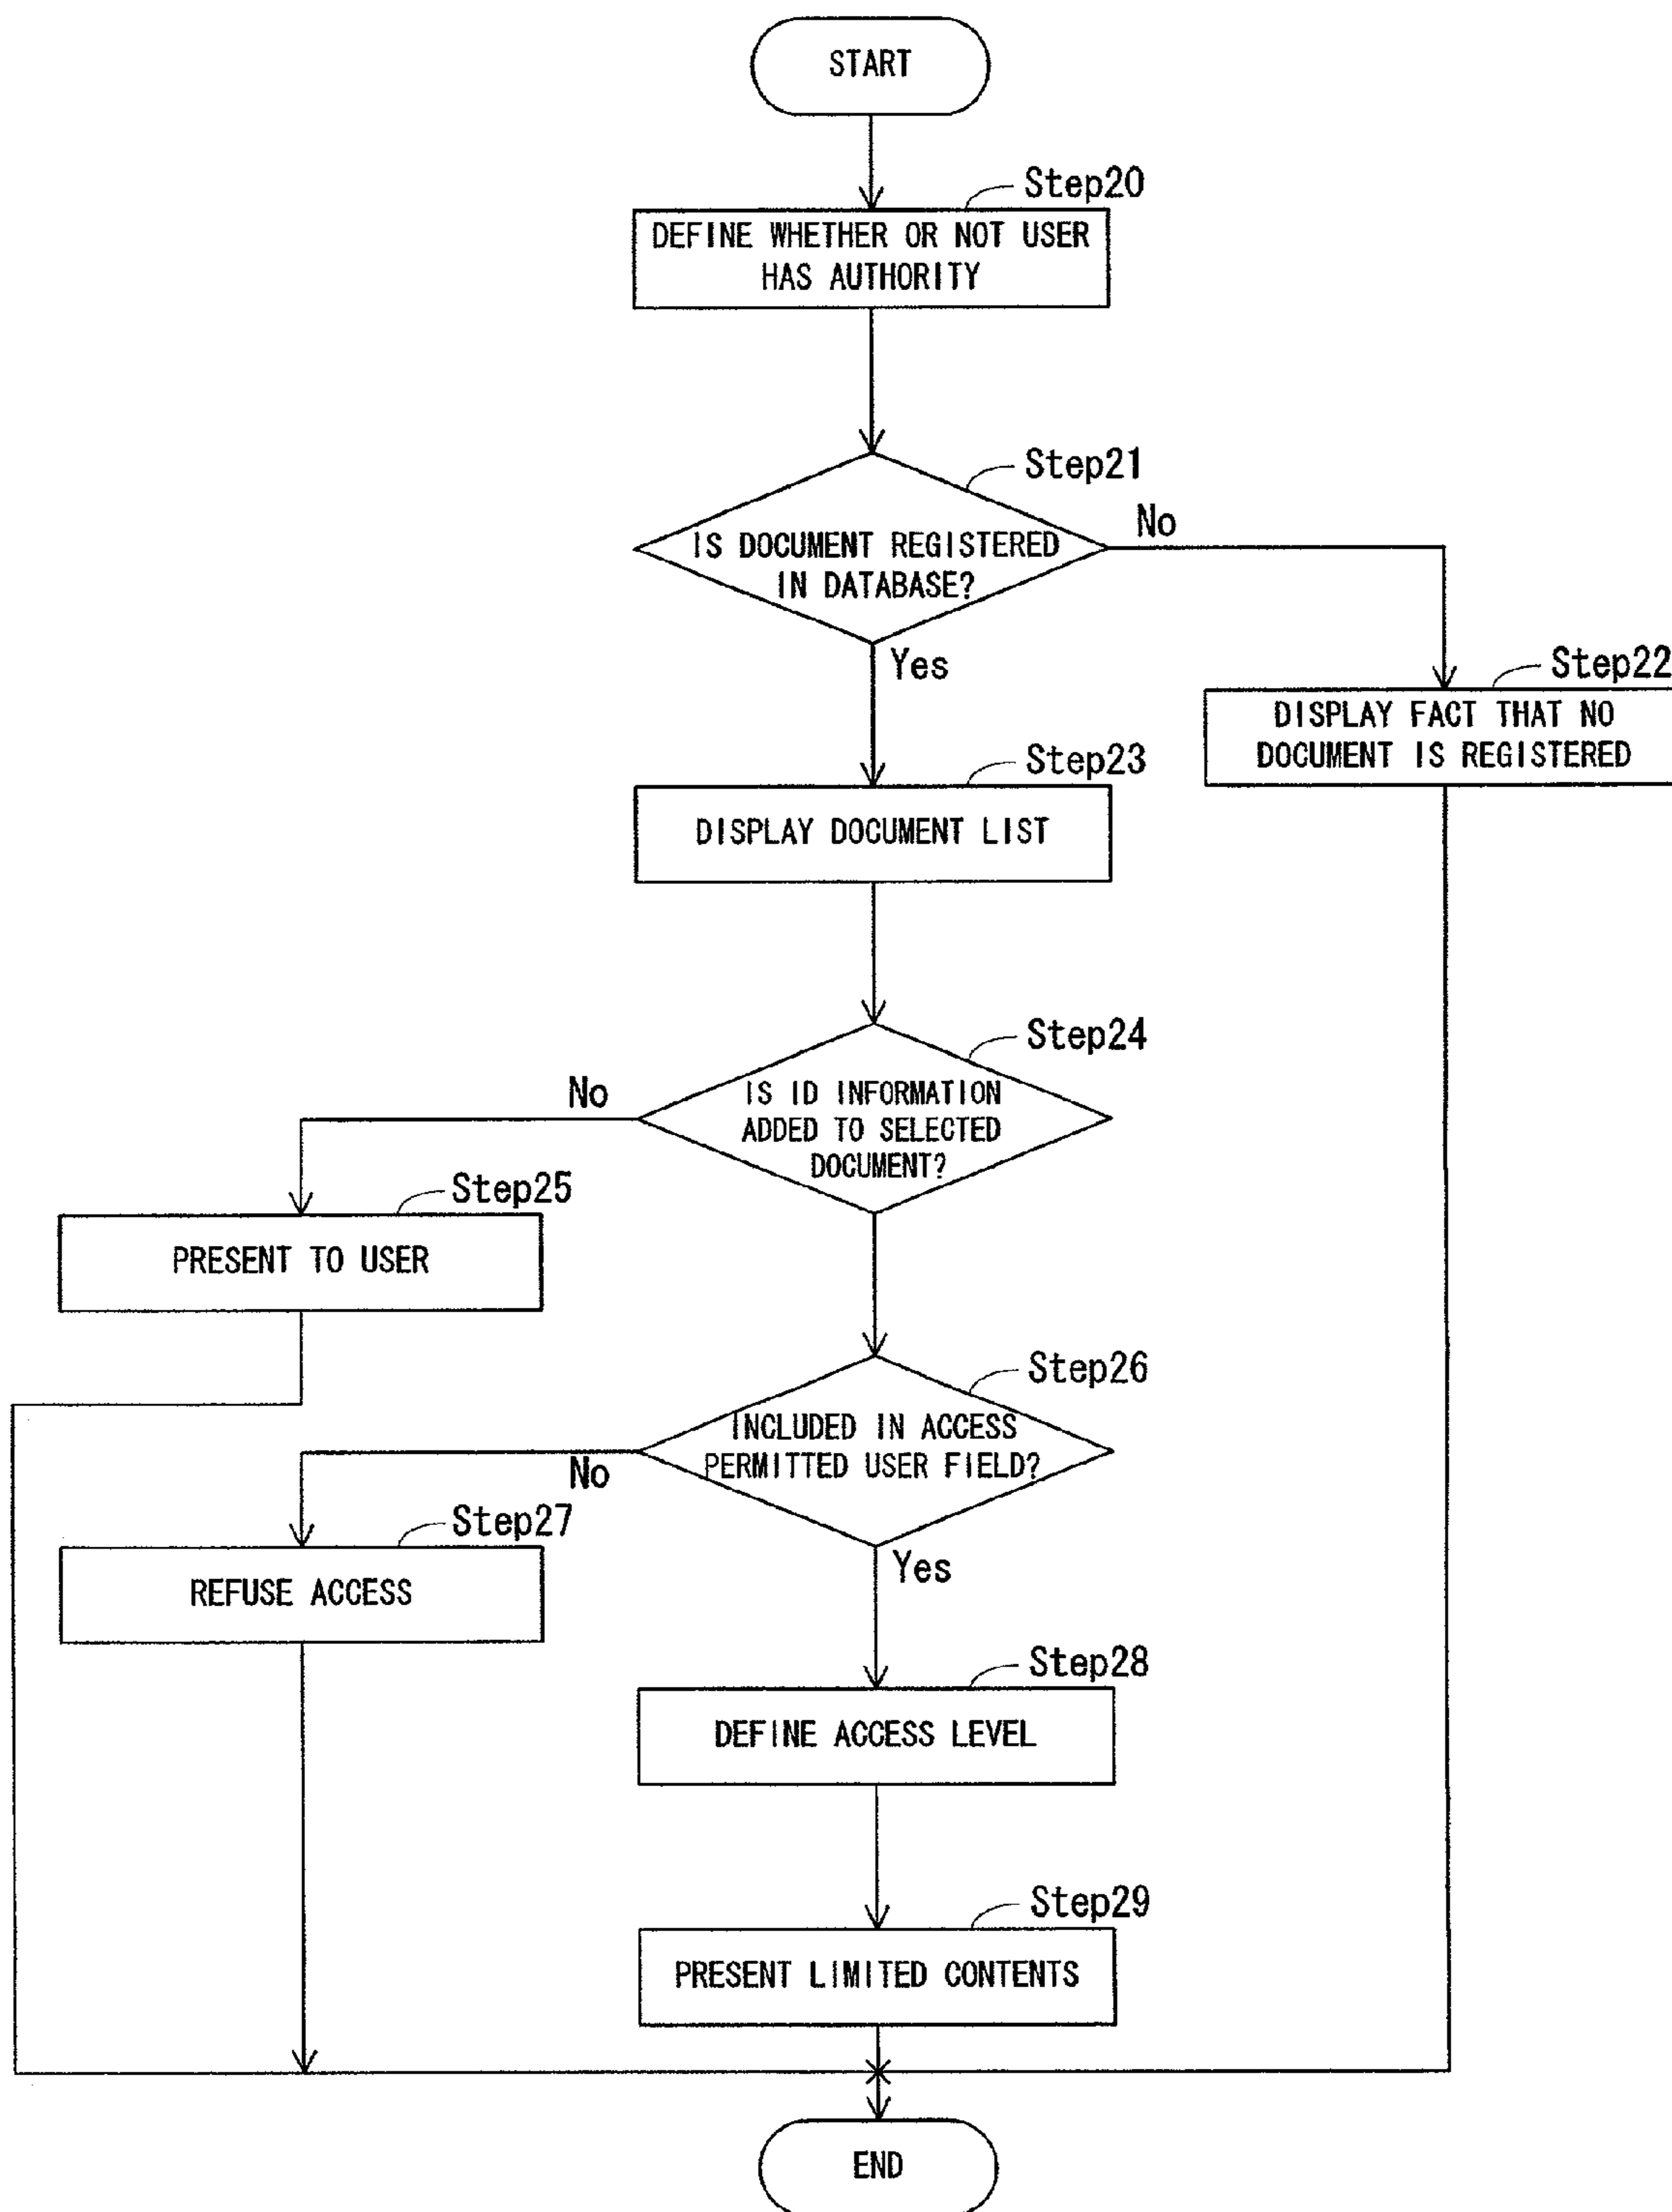 START
Step20
DEFINE WHETHER OR NOT USER
HAS AUTHORITY
Step21
IS DOCUMENT REGISTERED
IN DATABASE?
No
Yes
Step22
DISPLAY FACT THAT NO
DOCUMENT IS REGISTERED
Step23
DISPLAY DOCUMENT LIST
Step24
IS ID INFORMATION
ADDED TO SELECTED
DOCUMENT?
No
Step25
PRESENT TO USER
Step26
INCLUDED IN ACCESS
PERMITTED USER FIELD?
No
Step27
REFUSE ACCESS
Yes
Step28
DEFINE ACCESS LEVEL
Step29
PRESENT LIMITED CONTENTS
END